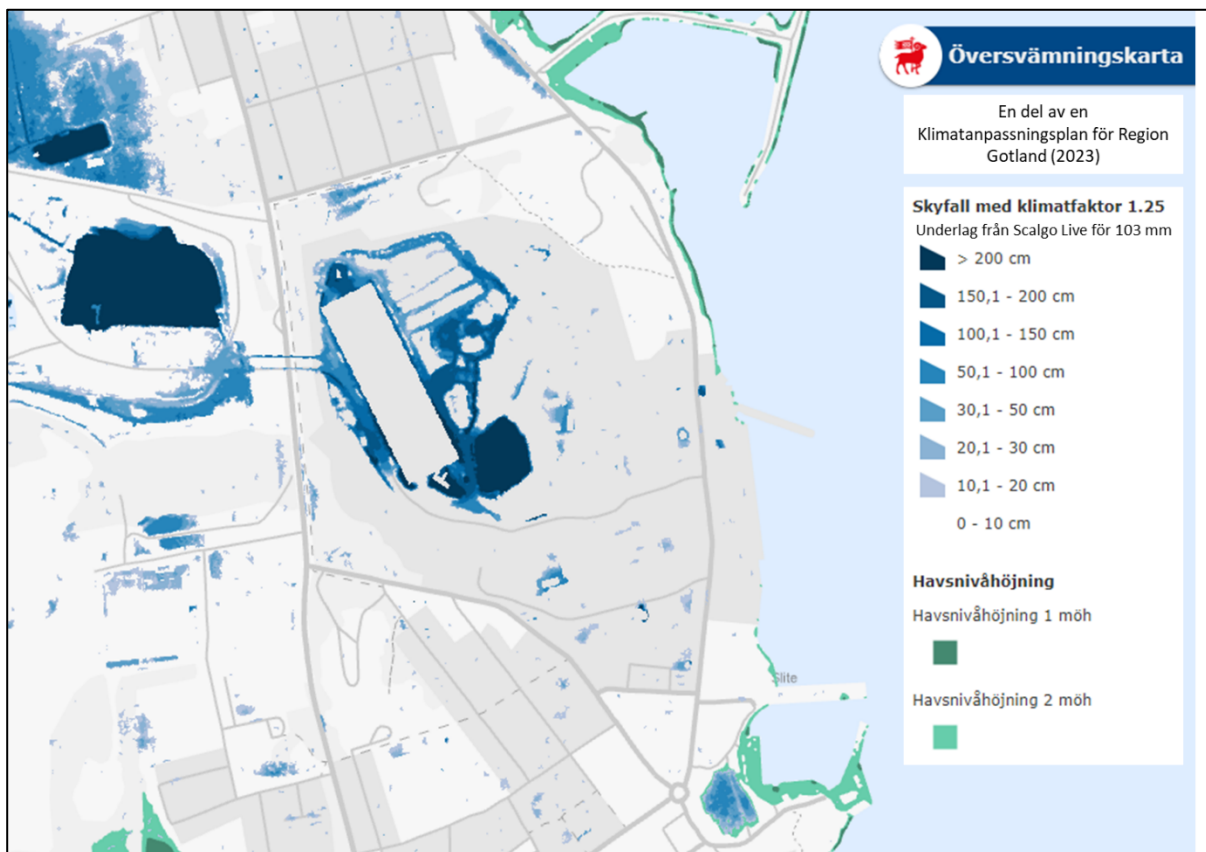 Översvämningskarta
En del av en
Klimatanpassningsplan för Region
Gotland (2023)
Skyfall med klimatfaktor 1.25
Underlag från Scalgo Live för 103 mm
> 200 cm
150,1 - 200 cm
100,1 - 150 cm
50,1 - 100 cm
30,1 - 50 cm
20,1 - 30 cm
10,1 - 20 cm
0 - 10 cm
Havsnivåhöjning
Havsnivåhöjning 1 möh
Havsnivåhöjning 2 möh
Slite